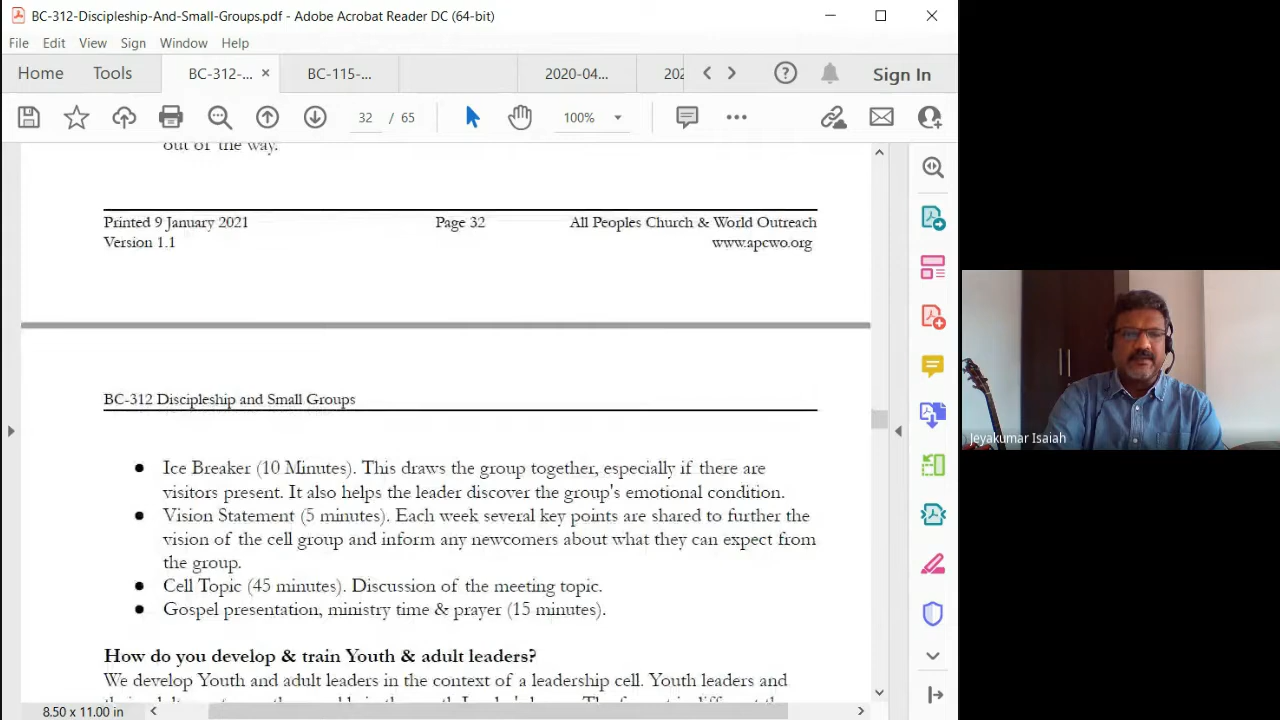 BC-312-Discipleship-And-Small-Groups.pdf - Adobe Acrobat Reader DC (64-bit)
File Edit View Sign Window Help
Home Tools BC-312-... × BC-115-... 2020-04... 202 Sign In
32 / 65 100%
out of the way.
Printed 9 January 2021 Page 32 All Peoples Church & World Outreach
Version 1.1 www.apcwo.org
BC-312 Discipleship and Small Groups
● Ice Breaker (10 Minutes). This draws the group together, especially if there are
visitors present. It also helps the leader discover the group's emotional condition.
● Vision Statement (5 minutes). Each week several key points are shared to further the
vision of the cell group and inform any newcomers about what they can expect from
the group.
● Cell Topic (45 minutes). Discussion of the meeting topic.
● Gospel presentation, ministry time & prayer (15 minutes).
How do you develop & train Youth & adult leaders?
We develop Youth and adult leaders in the context of a leadership cell. Youth leaders and
8.50 x 11.00 in
Jeyakumar Isaiah